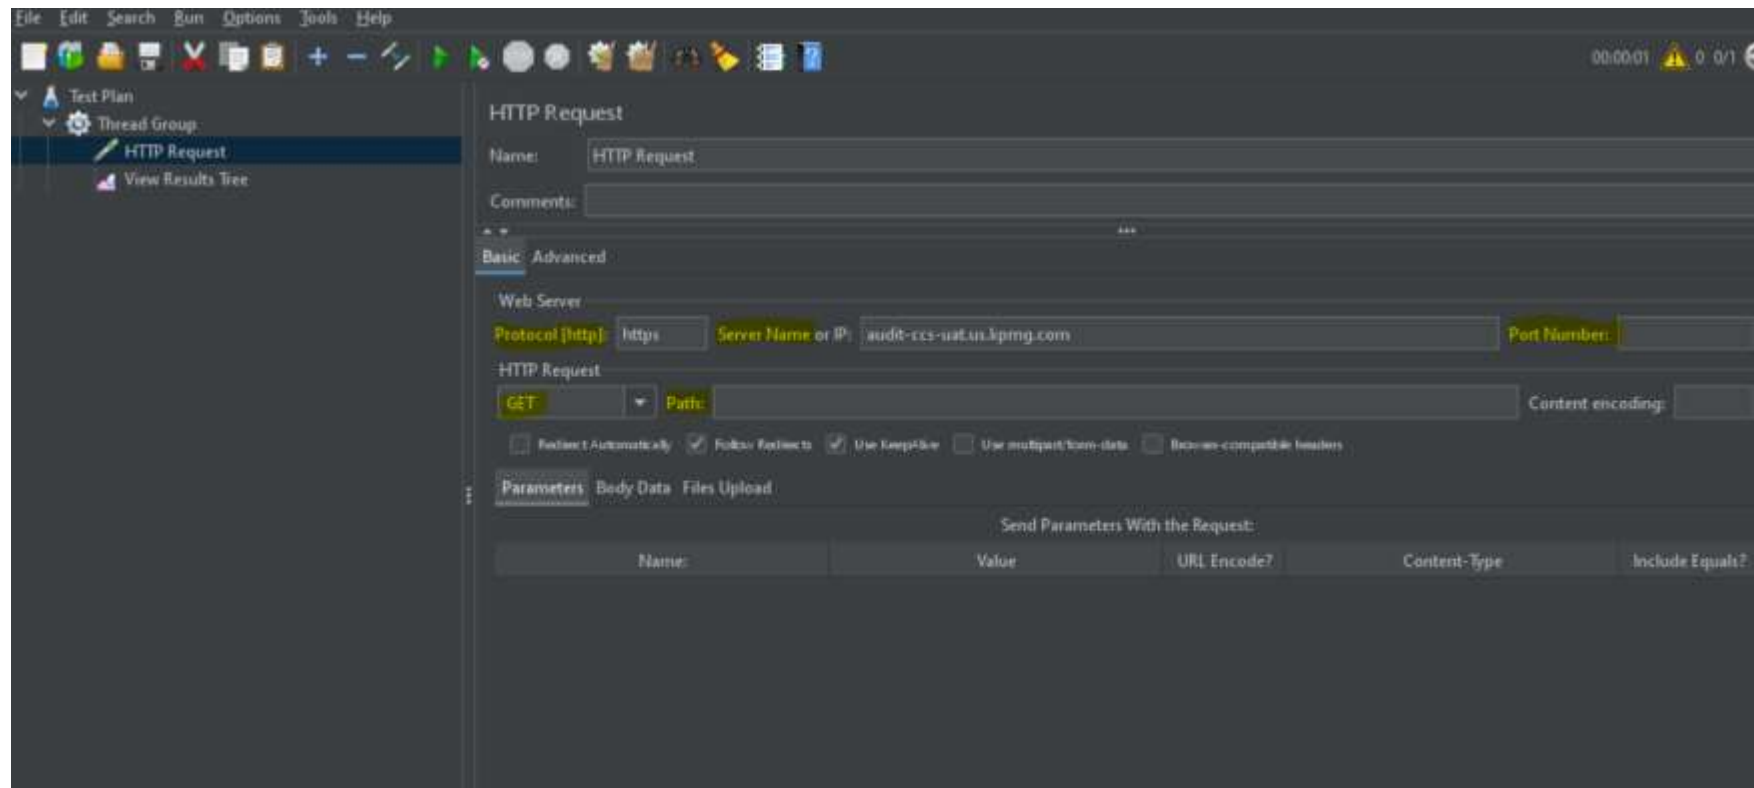 File Edit Search Run Options Tools Help
00:00:01 0 0/1
Test Plan
Thread Group
HTTP Request
View Results Tree
HTTP Request
Name: HTTP Request
Comments:
Basic Advanced
Web Server
Protocol [http]: https Server Name or IP: audit-ccs-uat.us.kpmg.com Port Number:
HTTP Request
GET Path: Content encoding:
Redirect Automatically Follow Redirects Use KeepAlive Use multipart/form-data Browser-compatible headers
Parameters Body Data Files Upload
Send Parameters With the Request:
Name: Value URL Encode? Content-Type Include Equals?